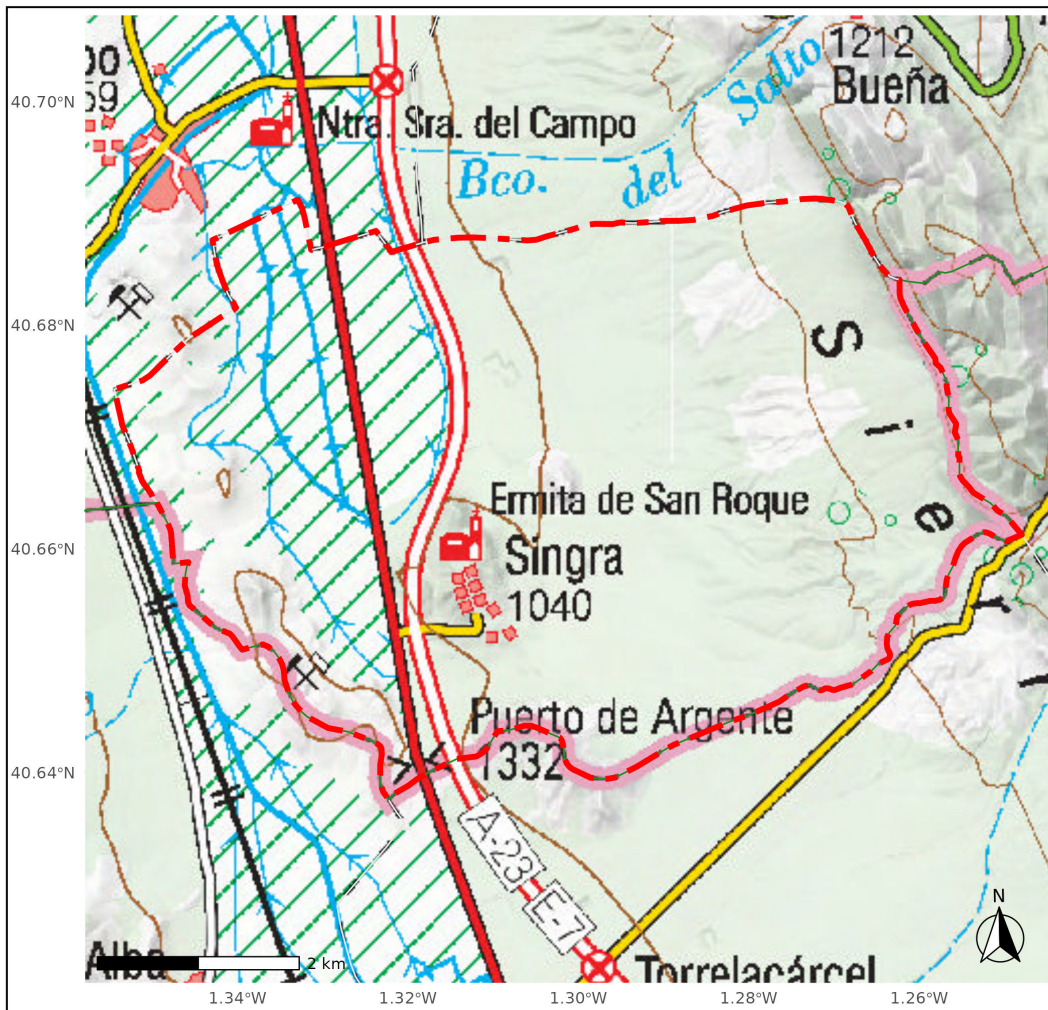 1212
Bueña
Salto
del
Bco.
Ntra. Sra. del Campo
Sie
Ermita de San Roque
Singra
1040
Puerto de Argente
1332
A-23
E-7
Alba
Torrelacárcel
2 km
N
40.70°N
40.68°N
40.66°N
40.64°N
1.34°W
1.32°W
1.30°W
1.28°W
1.26°W